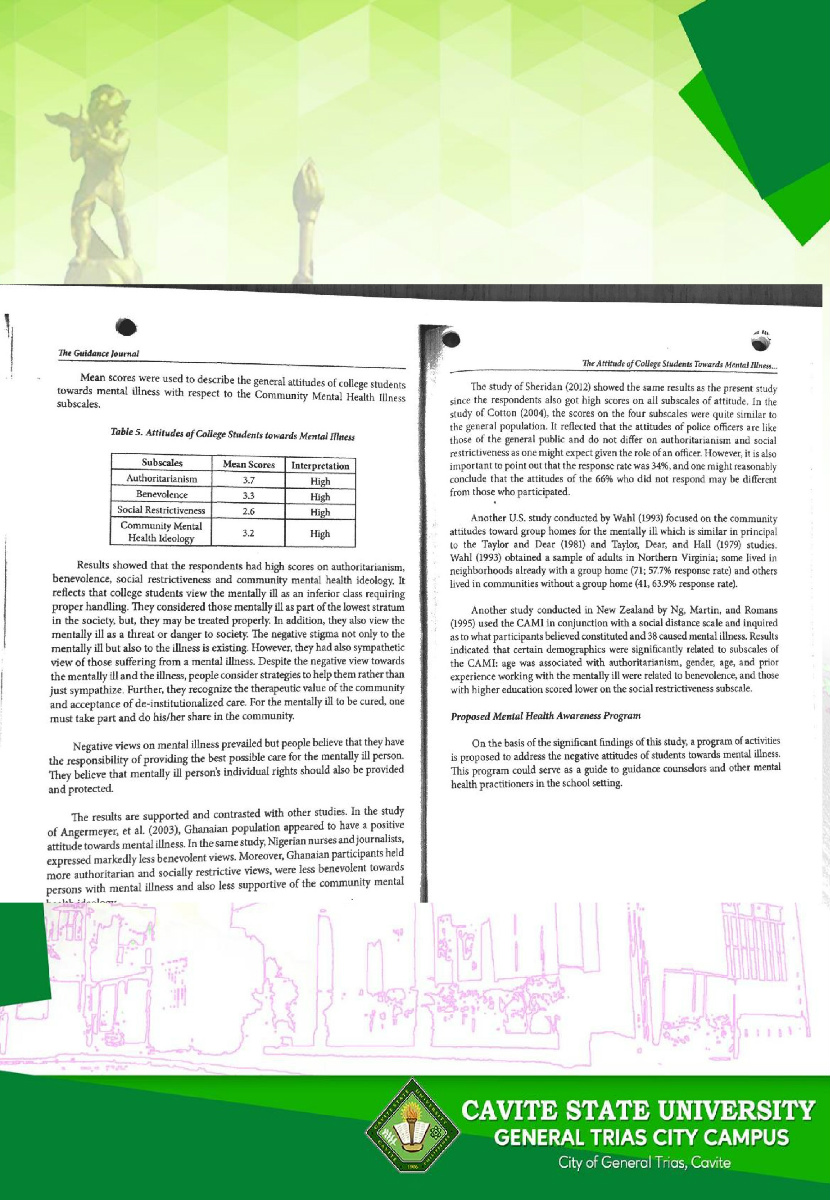 The Guidance Journal
Mean scores were used to describe the general attitudes of college students
towards mental illness with respect to the Community Mental Health Illness
subscales.
Table 5. Attitudes of College Students towards Mental Illness
Subscales Mean Scores Interpretation
Authoritarianism 3.7 High
Benevolence 3.3 High
Social Restrictiveness 2.6 High
Community Mental
Health Ideology 3.2 High
Results showed that the respondents had high scores on authoritarianism,
benevolence, social restrictiveness and community mental health ideology. It
reflects that college students view the mentally ill as an inferior class requiring
proper handling. They considered those mentally ill as part of the lowest stratum
in the society, but, they may be treated properly. In addition, they also view the
mentally ill as a threat or danger to society. The negative stigma not only to the
mentally ill but also to the illness is existing. However, they had also sympathetic
view of those suffering from a mental illness. Despite the negative view towards
the mentally ill and the illness, people consider strategies to help them rather than
just sympathize. Further, they recognize the therapeutic value of the community
and acceptance of de-institutionalized care. For the mentally ill to be cured, one
must take part and do his/her share in the community.
Negative views on mental illness prevailed but people believe that they have
the responsibility of providing the best possible care for the mentally ill person.
They believe that mentally ill person's individual rights should also be provided
and protected.
The results are supported and contrasted with other studies. In the study
of Angermeyer, et al. (2003), Ghanaian population appeared to have a positive
attitude towards mental illness. In the same study, Nigerian nurses and journalists,
expressed markedly less benevolent views. Moreover, Ghanaian participants held
more authoritarian and socially restrictive views, were less benevolent towards
persons with mental illness and also less supportive of the community mental
health ideology.
The Attitude of College Students Towards Mental Illness...
The study of Sheridan (2012) showed the same results as the present study
since the respondents also got high scores on all subscales of attitude. In the
study of Cotton (2004), the scores on the four subscales were quite similar to
the general population. It reflected that the attitudes of police officers are like
those of the general public and do not differ on authoritarianism and social
restrictiveness as one might expect given the role of an officer. However, it is also
important to point out that the response rate was 34%, and one might reasonably
conclude that the attitudes of the 66% who did not respond may be different
from those who participated.
Another U.S. study conducted by Wahl (1993) focused on the community
attitudes toward group homes for the mentally ill which is similar in principal
to the Taylor and Dear (1981) and Taylor, Dear, and Hall (1979) studies.
Wahl (1993) obtained a sample of adults in Northern Virginia; some lived in
neighborhoods already with a group home (71; 57.7% response rate) and others
lived in communities without a group home (41, 63.9% response rate).
Another study conducted in New Zealand by Ng, Martin, and Romans
(1995) used the CAMI in conjunction with a social distance scale and inquired
as to what participants believed constituted and 38 caused mental illness. Results
indicated that certain demographics were significantly related to subscales of
the CAMI: age was associated with authoritarianism, gender, age, and prior
experience working with the mentally ill were related to benevolence, and those
with higher education scored lower on the social restrictiveness subscale.
Proposed Mental Health Awareness Program
On the basis of the significant findings of this study, a program of activities
is proposed to address the negative attitudes of students towards mental illness.
This program could serve as a guide to guidance counselors and other mental
health practitioners in the school setting.
CAVITE STATE UNIVERSITY
GENERAL TRIAS CITY CAMPUS
City of General Trias, Cavite
1906